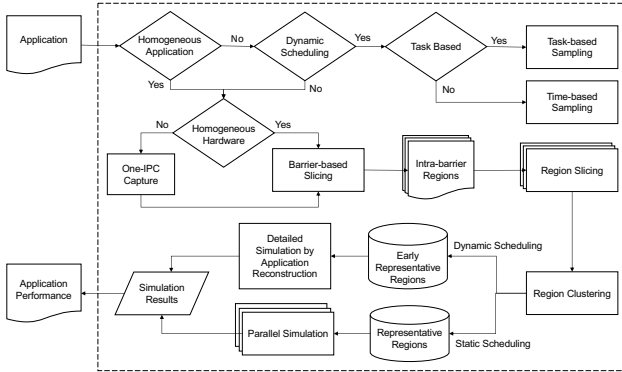 Application
Homogeneous
Application
No
Dynamic
Scheduling
Yes
Task Based
Yes
Task-based
Sampling
Yes
No
No
Time-based
Sampling
No
Homogeneous
Hardware
Yes
One-IPC
Capture
Barrier-based
Slicing
Intra-barrier
Regions
Region Slicing
Application
Performance
Simulation
Results
Detailed
Simulation by
Application
Reconstruction
Early
Representative
Regions
Dynamic Scheduling
Region Clustering
Parallel Simulation
Representative
Regions
Static Scheduling